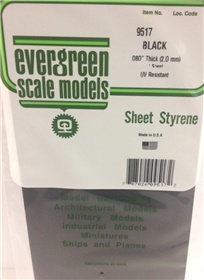 Item No. Loc. Code
9517
BLACK
.080" Thick (2.0 mm)
UV Resistant
evergreen
scale models
Sheet Styrene
Made in U.S.A.
Architectural Models
Military Models
Industrial Models
Miniatures
Ships and Planes